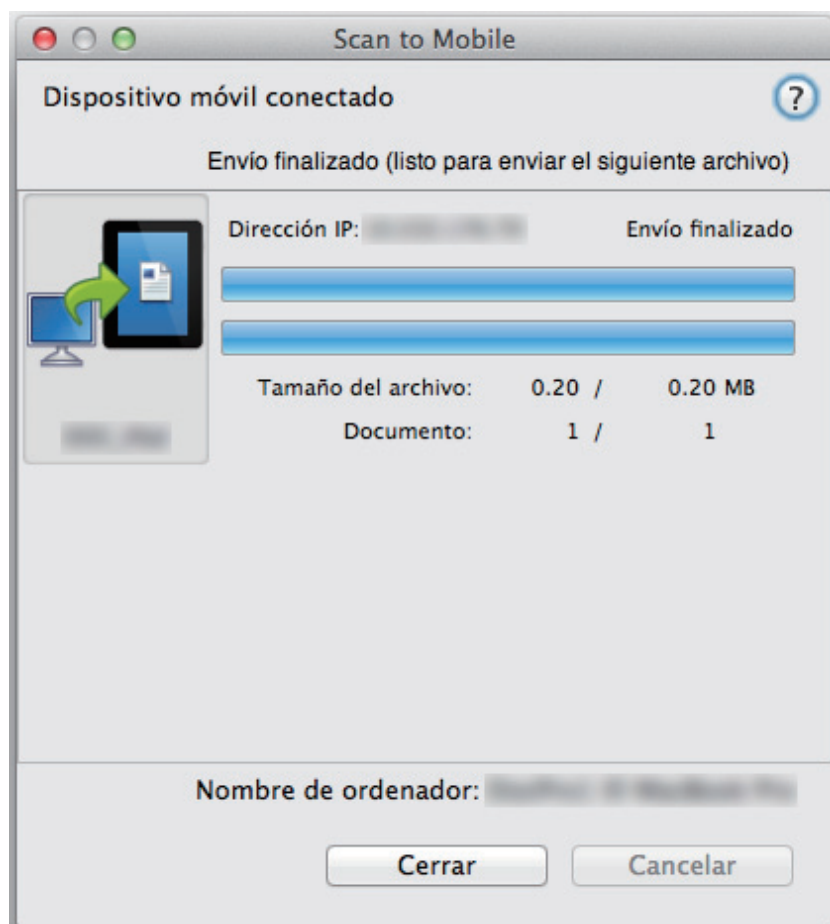 Scan to Mobile
Dispositivo móvil conectado
?
Envío finalizado (listo para enviar el siguiente archivo)
Dirección IP: Envío finalizado
Tamaño del archivo: 0.20 / 0.20 MB
Documento: 1 / 1
Nombre de ordenador:
Cerrar Cancelar